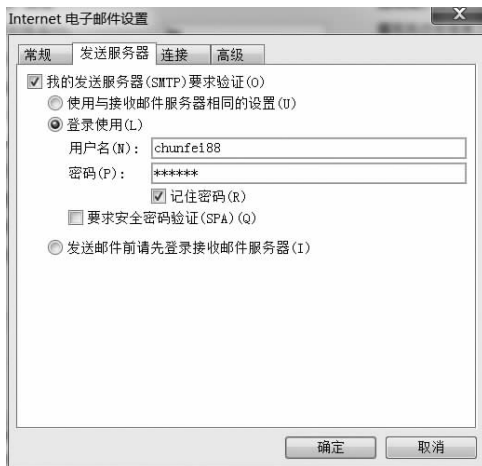 Internet 电子邮件设置
常规 发送服务器 连接 高级
我的发送服务器(SMTP)要求验证(O)
使用与接收邮件服务器相同的设置(U)
登录使用(L)
用户名(N): chunfei88
密码(P): ******
记住密码(R)
要求安全密码验证(SPA)(Q)
发送邮件前请先登录接收邮件服务器(I)
确定 取消